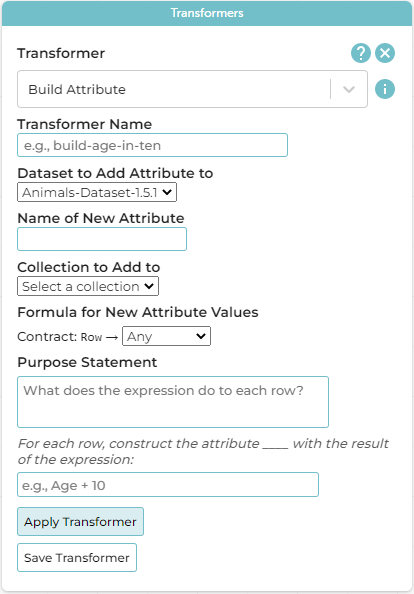 Transformers
Transformer
Build Attribute
Transformer Name
e.g., build-age-in-ten
Dataset to Add Attribute to
Animals-Dataset-1.5.1
Name of New Attribute
Collection to Add to
Select a collection
Formula for New Attribute Values
Contract: Row → Any
Purpose Statement
What does the expression do to each row?
For each row, construct the attribute ____ with the result
of the expression:
e.g., Age + 10
Apply Transformer
Save Transformer